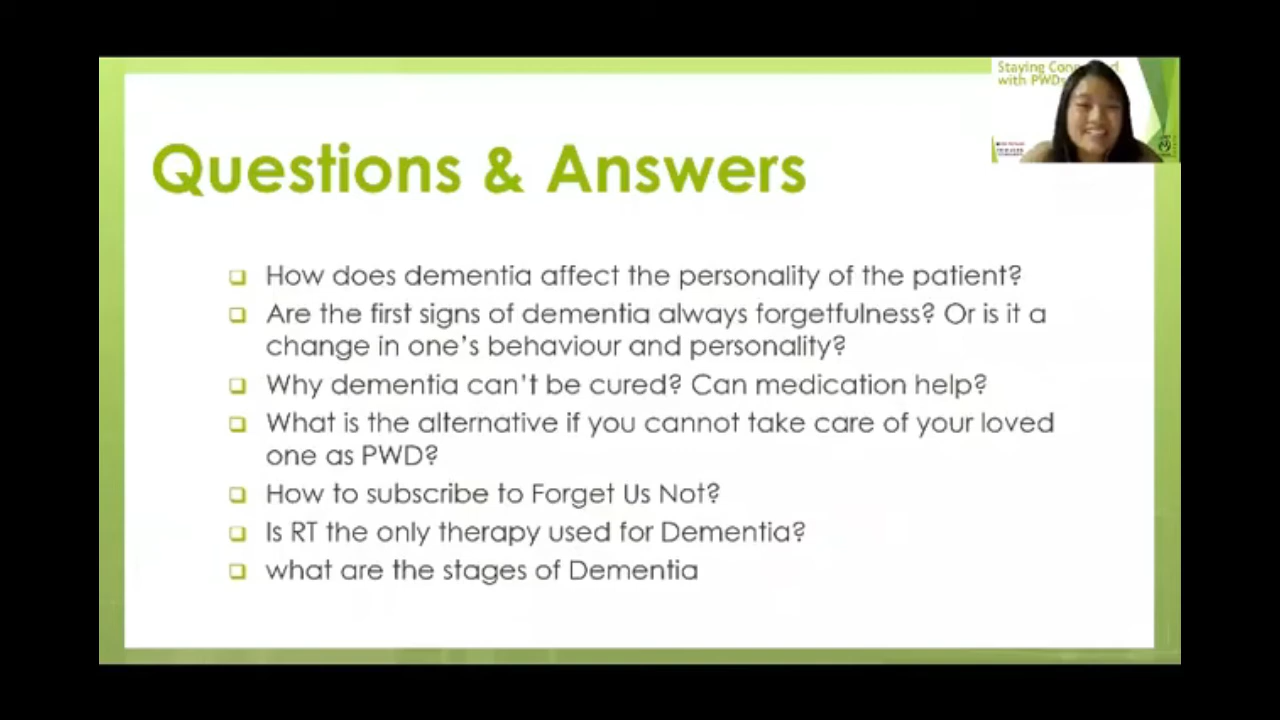 Staying
with PWDs
Questions & Answers
How does dementia affect the personality of the patient?
Are the first signs of dementia always forgetfulness? Or is it a
change in one's behaviour and personality?
Why dementia can't be cured? Can medication help?
What is the alternative if you cannot take care of your loved
one as PWD?
How to subscribe to Forget Us Not?
Is RT the only therapy used for Dementia?
what are the stages of Dementia